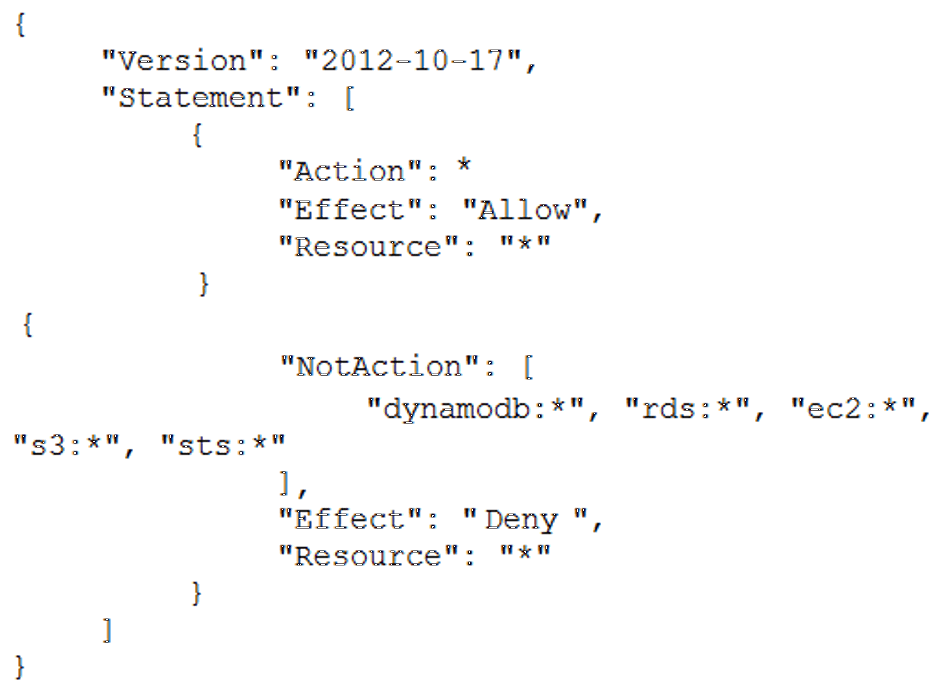 {
"Version": "2012-10-17",
"Statement": [
{
"Action": *
"Effect": "Allow",
"Resource": "*"
}
{
"NotAction": [
"dynamodb:*", "rds:*", "ec2:*",
"s3:*", "sts:*"
],
"Effect": " Deny ",
"Resource": "*"
}
]
}